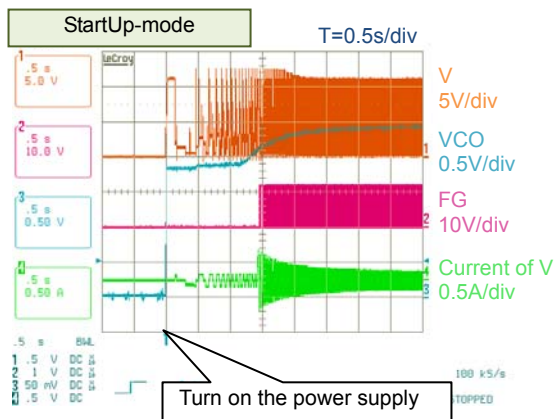 StartUp-mode
T=0.5s/div
LeCroy
1
.5 s
5.0 V
2
.5 s
10.0 V
3
.5 s
0.50 V
4
.5 s
0.50 A
V
5V/div
VCO
0.5V/div
FG
10V/div
Current of V
0.5A/div
1
2
3
.5 s BWL
1 .5 V DC
2 1 V DC
3 50 mV DC
4 .5 V DC
Turn on the power supply
100 kS/s
STOPPED